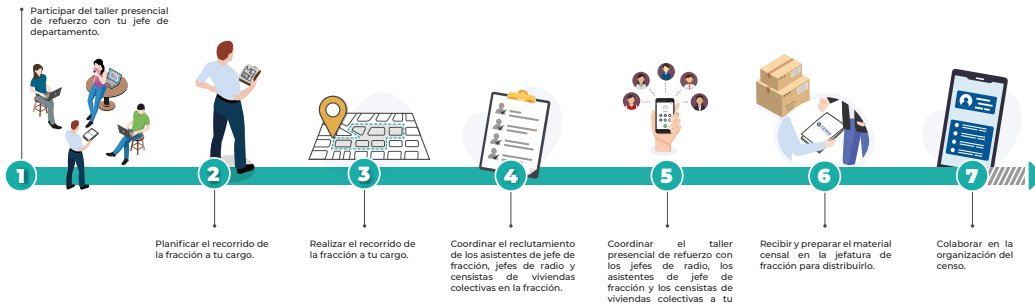 Participar del taller presencial
de refuerzo con tu jefe de
departamento.
1
2
3
4
5
6
7
Planificar el recorrido de
la fracción a tu cargo.
Realizar el recorrido de
la fracción a tu cargo.
Coordinar el reclutamiento
de los asistentes de jefe de
fracción, jefes de radio y
censistas de viviendas
colectivas en la fracción.
Coordinar el taller
presencial de refuerzo con
los jefes de radio, los
asistentes de jefe de
fracción y los censistas de
viviendas colectivas a tu
Recibir y preparar el material
censal en la jefatura de
fracción para distribuirlo.
Colaborar en la
organización del
censo.